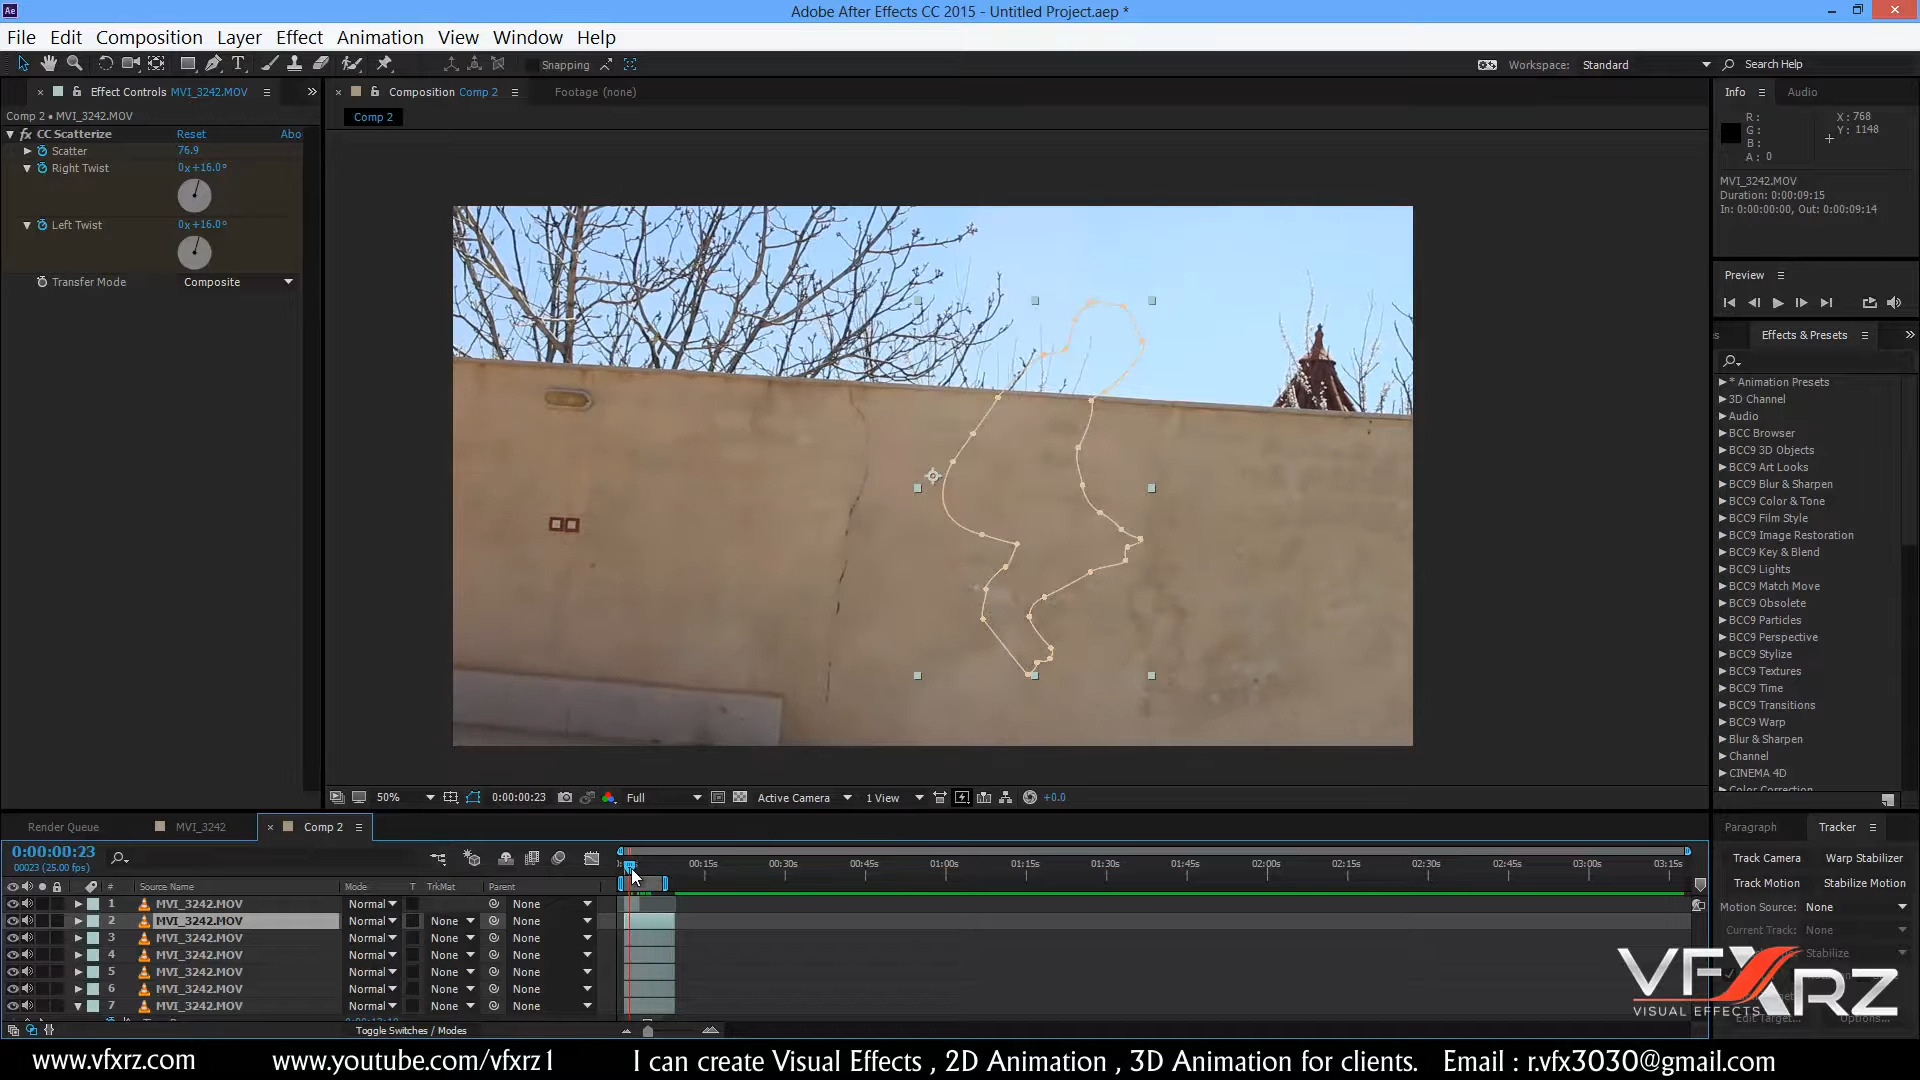 Ae
Adobe After Effects CC 2015 - Untitled Project.aep *
File Edit Composition Layer Effect Animation View Window Help
Snapping
Workspace: Standard
Search Help
Effect Controls MVI_3242.MOV
Composition Comp 2
Footage (none)
Info
Audio
Comp 2 • MVI_3242.MOV
Comp 2
fx CC Scatterize Reset Abo
Scatter 76.9
Right Twist 0x+16.0°
Left Twist 0x+16.0°
Transfer Mode Composite
R :
G :
B :
A : 0
X : 768
Y : 1148
MVI_3242.MOV
Duration: 0:00:09:15
In: 0:00:00:00, Out: 0:00:09:14
Preview
Effects & Presets
* Animation Presets
3D Channel
Audio
BCC Browser
BCC9 3D Objects
BCC9 Art Looks
BCC9 Blur & Sharpen
BCC9 Color & Tone
BCC9 Film Style
BCC9 Image Restoration
BCC9 Key & Blend
BCC9 Lights
BCC9 Match Move
BCC9 Obsolete
BCC9 Particles
BCC9 Perspective
BCC9 Stylize
BCC9 Textures
BCC9 Time
BCC9 Transitions
BCC9 Warp
Blur & Sharpen
Channel
CINEMA 4D
Color Correction
50% 0:00:00:23 Full Active Camera 1 View +0.0
Render Queue MVI_3242 Comp 2
0:00:00:23
00023 (25.00 fps)
00:15s 00:30s 00:45s 01:00s 01:15s 01:30s 01:45s 02:00s 02:15s 02:30s 02:45s 03:00s 03:15s
# Source Name Mode T TrkMat Parent
1 MVI_3242.MOV Normal None
2 MVI_3242.MOV Normal None None
3 MVI_3242.MOV Normal None None
4 MVI_3242.MOV Normal None None
5 MVI_3242.MOV Normal None None
6 MVI_3242.MOV Normal None None
7 MVI_3242.MOV Normal None None
Toggle Switches / Modes
Paragraph Tracker
Track Camera Warp Stabilizer
Track Motion Stabilize Motion
Motion Source: None
Current Track: None
Stabilize
Edit Target... Options...
VFXRZ
VISUAL EFFECTS
www.vfxrz.com www.youtube.com/vfxrz1 I can create Visual Effects , 2D Animation , 3D Animation for clients. Email : r.vfx3030@gmail.com